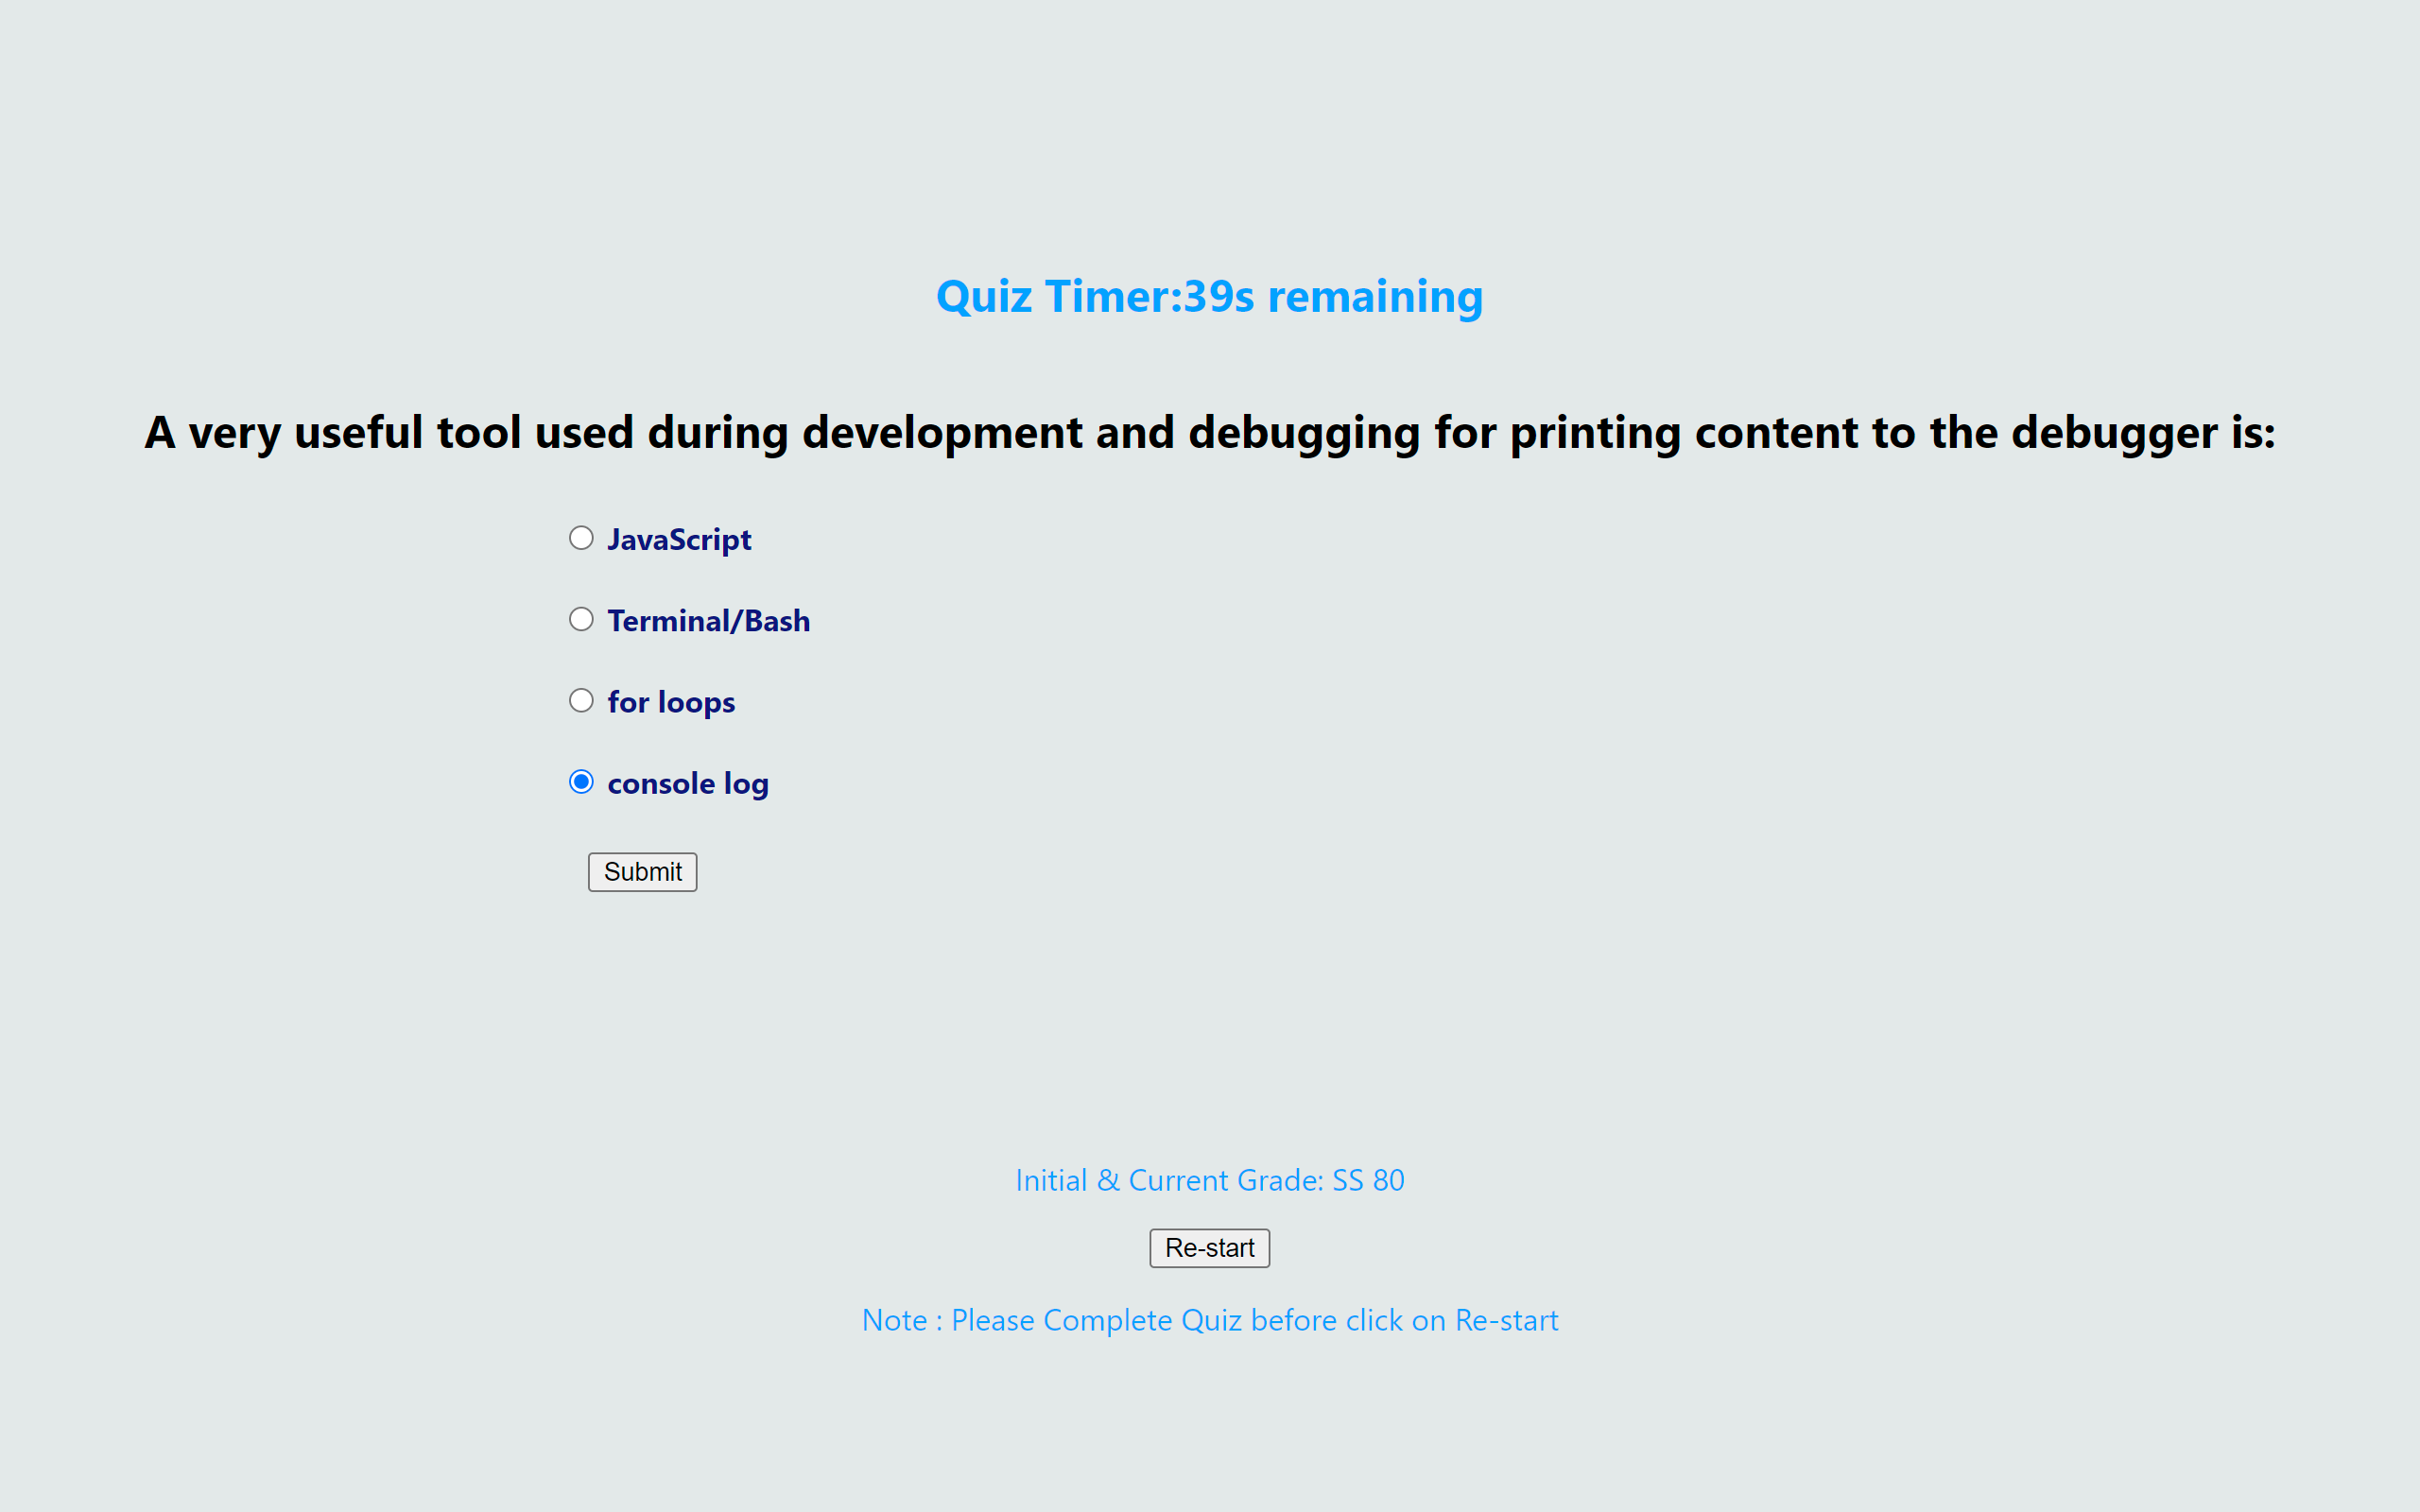 Quiz Timer:39s remaining
A very useful tool used during development and debugging for printing content to the debugger is:
JavaScript
Terminal/Bash
for loops
console log
Submit
Initial & Current Grade: SS 80
Re-start
Note : Please Complete Quiz before click on Re-start